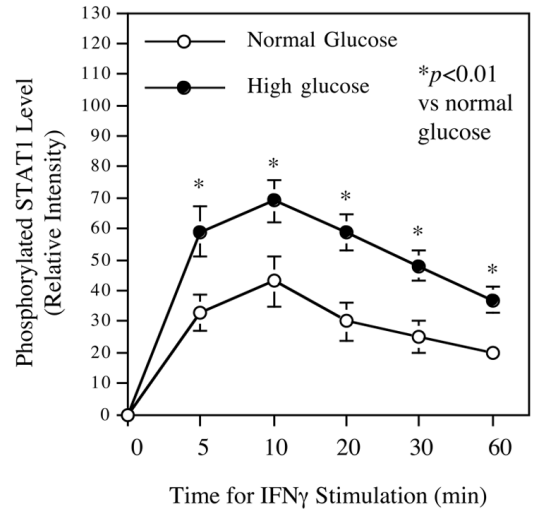 130
120
110
100
90
80
70
60
50
40
30
20
10
0
Phosphorylated STAT1 Level
(Relative Intensity)
Normal Glucose
High glucose
*p<0.01
vs normal
glucose
* * * * *
0 5 10 20 30 60
Time for IFNγ Stimulation (min)